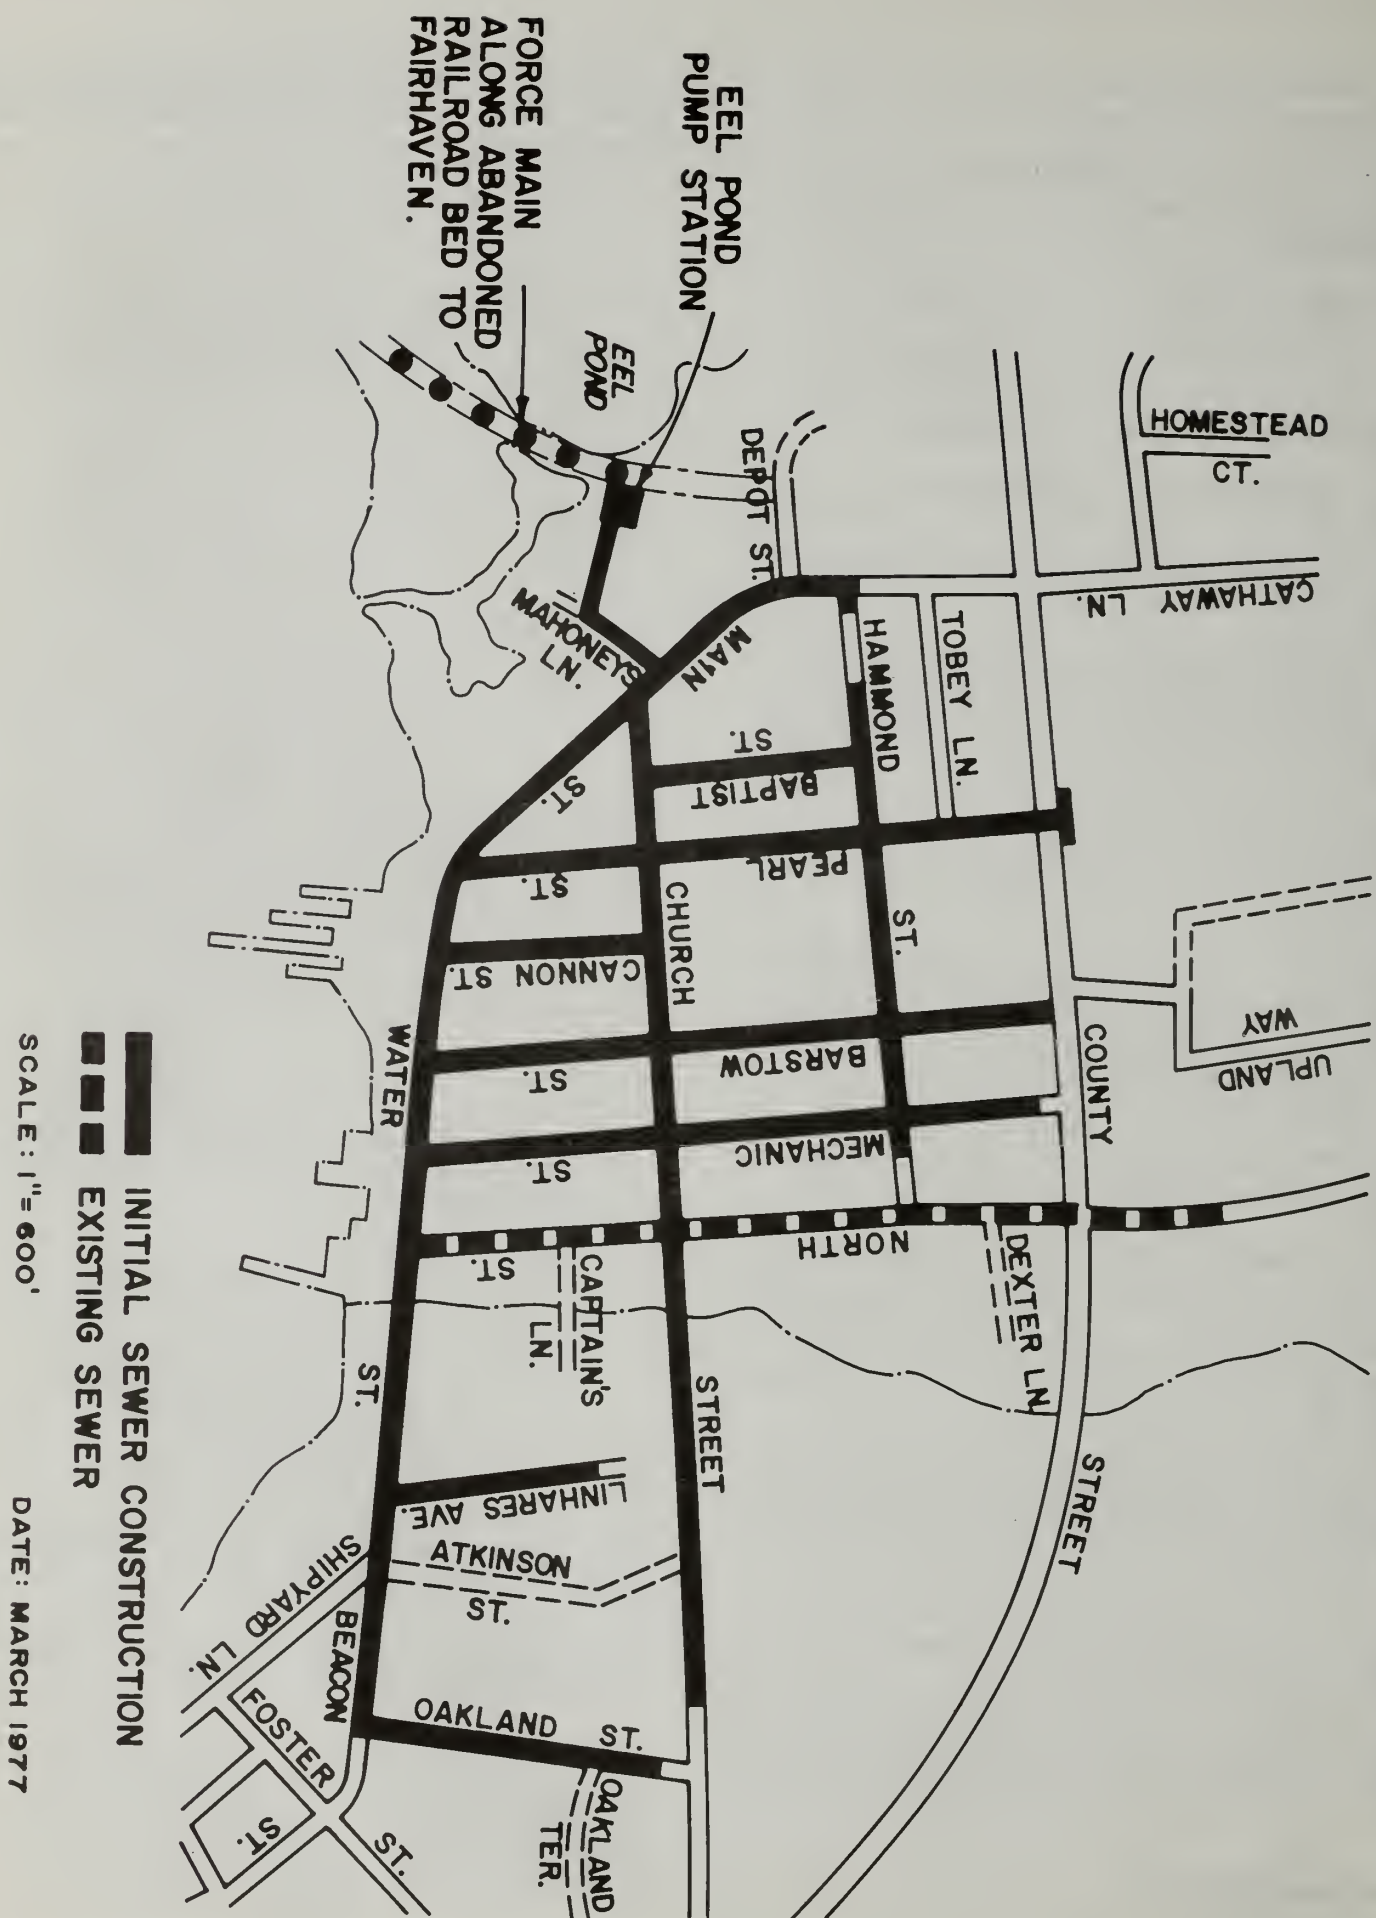 FORCE MAIN
ALONG ABANDONED
RAILROAD BED TO
FAIRHAVEN.
EEL POND
PUMP STATION
EEL
POND
HOMESTEAD
CT.
CATHAWAY LN.
DEPOT ST.
MAHONEYS
LN.
MAIN
ST.
HAMMOND
ST.
TOBEY LN.
BAPTIST
ST.
PEARL
ST.
CHURCH
STREET
CANNON ST.
BARSTOW
ST.
MECHANIC
ST.
NORTH
ST.
COUNTY
STREET
UPLAND
WAY
WATER
ST.
CAPTAIN'S
LN.
DEXTER LN.
LINHARES AVE.
ATKINSON
ST.
SHIPYARD LN.
BEACON
ST.
FOSTER
ST.
OAKLAND ST.
OAKLAND
TER.
INITIAL SEWER CONSTRUCTION
EXISTING SEWER
SCALE: 1"= 600'
DATE: MARCH 1977